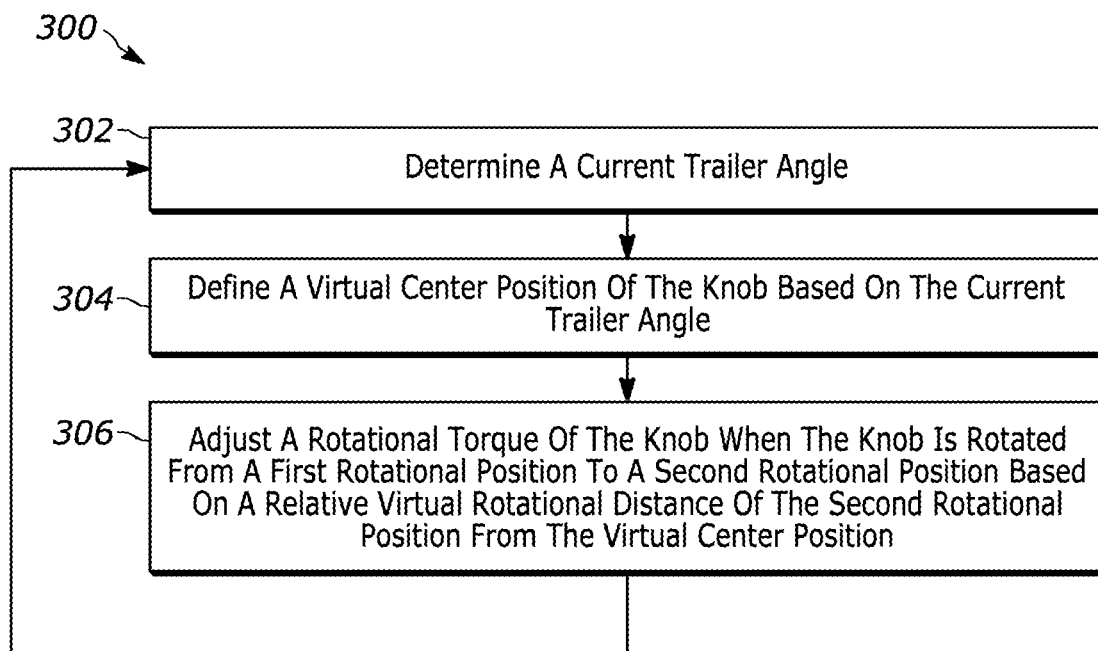 300
302
Determine A Current Trailer Angle
304
Define A Virtual Center Position Of The Knob Based On The Current
Trailer Angle
306
Adjust A Rotational Torque Of The Knob When The Knob Is Rotated
From A First Rotational Position To A Second Rotational Position Based
On A Relative Virtual Rotational Distance Of The Second Rotational
Position From The Virtual Center Position